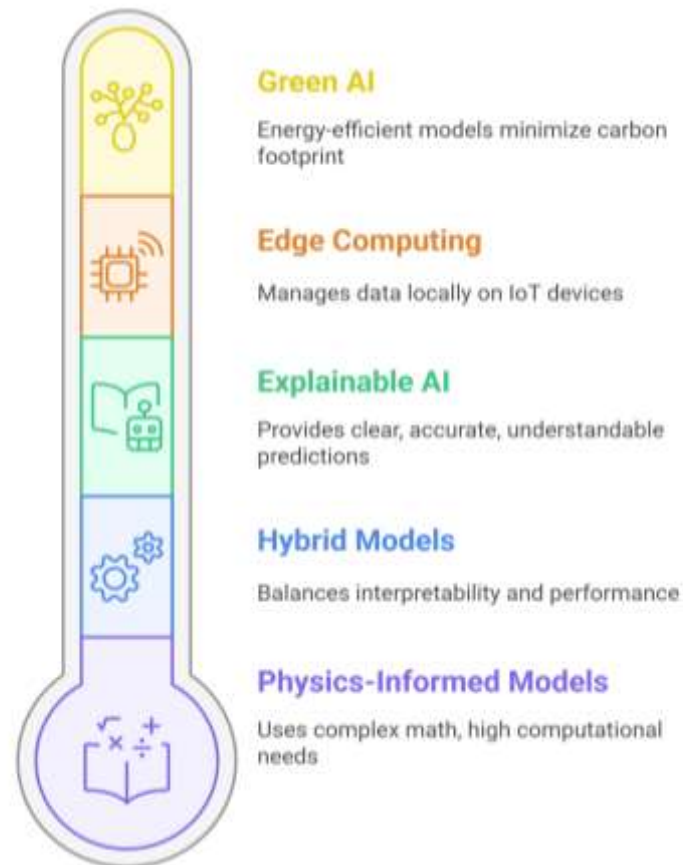 Green AI
Energy-efficient models minimize carbon
footprint
Edge Computing
Manages data locally on IoT devices
Explainable AI
Provides clear, accurate, understandable
predictions
Hybrid Models
Balances interpretability and performance
Physics-Informed Models
Uses complex math, high computational
needs